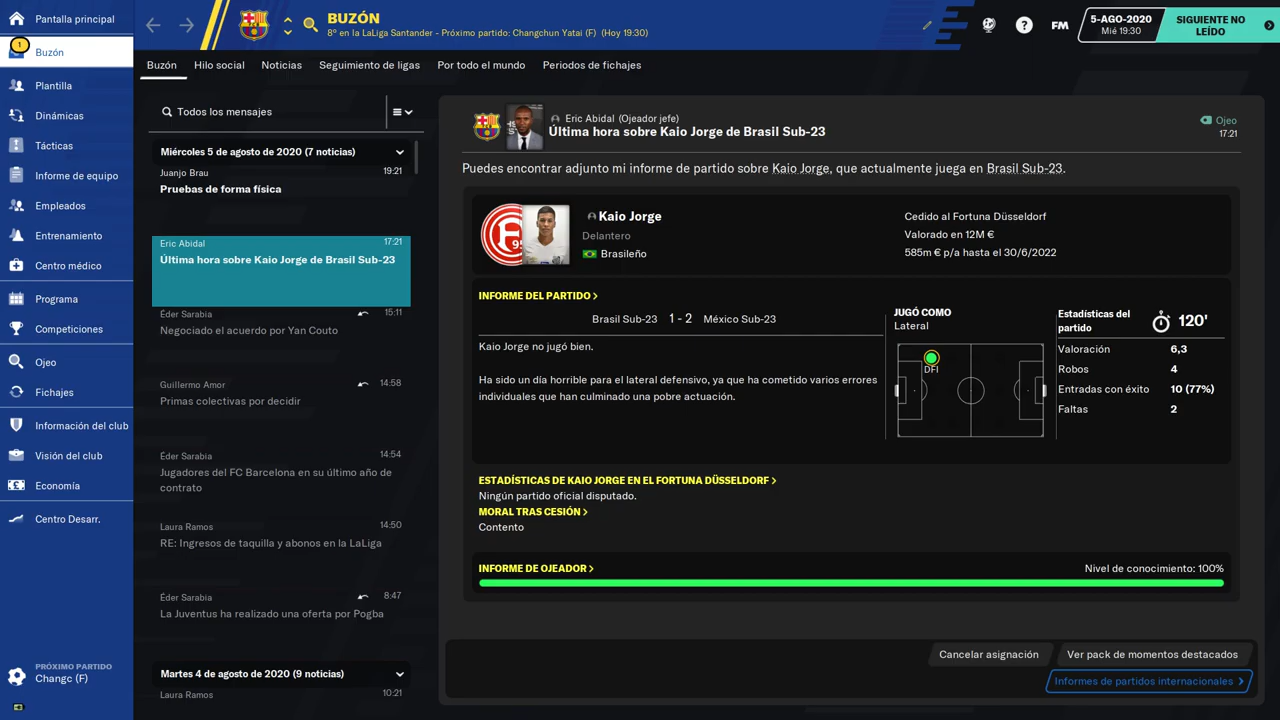 Pantalla principal
1
Buzón
Plantilla
Dinámicas
Tácticas
Informe de equipo
Empleados
Entrenamiento
Centro médico
Programa
Competiciones
Ojeo
Fichajes
Información del club
Visión del club
Economía
Centro Desarr.
PRÓXIMO PARTIDO
Changc (F)
BUZÓN
8º en la LaLiga Santander - Próximo partido: Changchun Yatai (F) (Hoy 19:30)
?
FM
5-AGO-2020
Mié 19:30
SIGUIENTE NO LEÍDO
Buzón
Hilo social
Noticias
Seguimiento de ligas
Por todo el mundo
Periodos de fichajes
Todos los mensajes
Miércoles 5 de agosto de 2020 (7 noticias)
Juanjo Brau 19:21
Pruebas de forma física
Eric Abidal 17:21
Última hora sobre Kaio Jorge de Brasil Sub-23
Éder Sarabia 15:11
Negociado el acuerdo por Yan Couto
Guillermo Amor 14:58
Primas colectivas por decidir
Éder Sarabia 14:54
Jugadores del FC Barcelona en su último año de
contrato
Laura Ramos 14:50
RE: Ingresos de taquilla y abonos en la LaLiga
Éder Sarabia 8:47
La Juventus ha realizado una oferta por Pogba
Martes 4 de agosto de 2020 (9 noticias)
Laura Ramos 10:21
Eric Abidal (Ojeador jefe)
Última hora sobre Kaio Jorge de Brasil Sub-23
Ojeo
17:21
Puedes encontrar adjunto mi informe de partido sobre Kaio Jorge, que actualmente juega en Brasil Sub-23.
Kaio Jorge
Delantero
Brasileño
Cedido al Fortuna Düsseldorf
Valorado en 12M €
585m € p/a hasta el 30/6/2022
INFORME DEL PARTIDO
Brasil Sub-23 1 - 2 México Sub-23
Kaio Jorge no jugó bien.
Ha sido un día horrible para el lateral defensivo, ya que ha cometido varios errores
individuales que han culminado una pobre actuación.
JUGÓ COMO
Lateral
DFI
Estadísticas del
partido
120'
Valoración 6,3
Robos 4
Entradas con éxito 10 (77%)
Faltas 2
ESTADÍSTICAS DE KAIO JORGE EN EL FORTUNA DÜSSELDORF
Ningún partido oficial disputado.
MORAL TRAS CESIÓN
Contento
INFORME DE OJEADOR
Nivel de conocimiento: 100%
Cancelar asignación
Ver pack de momentos destacados
Informes de partidos internacionales